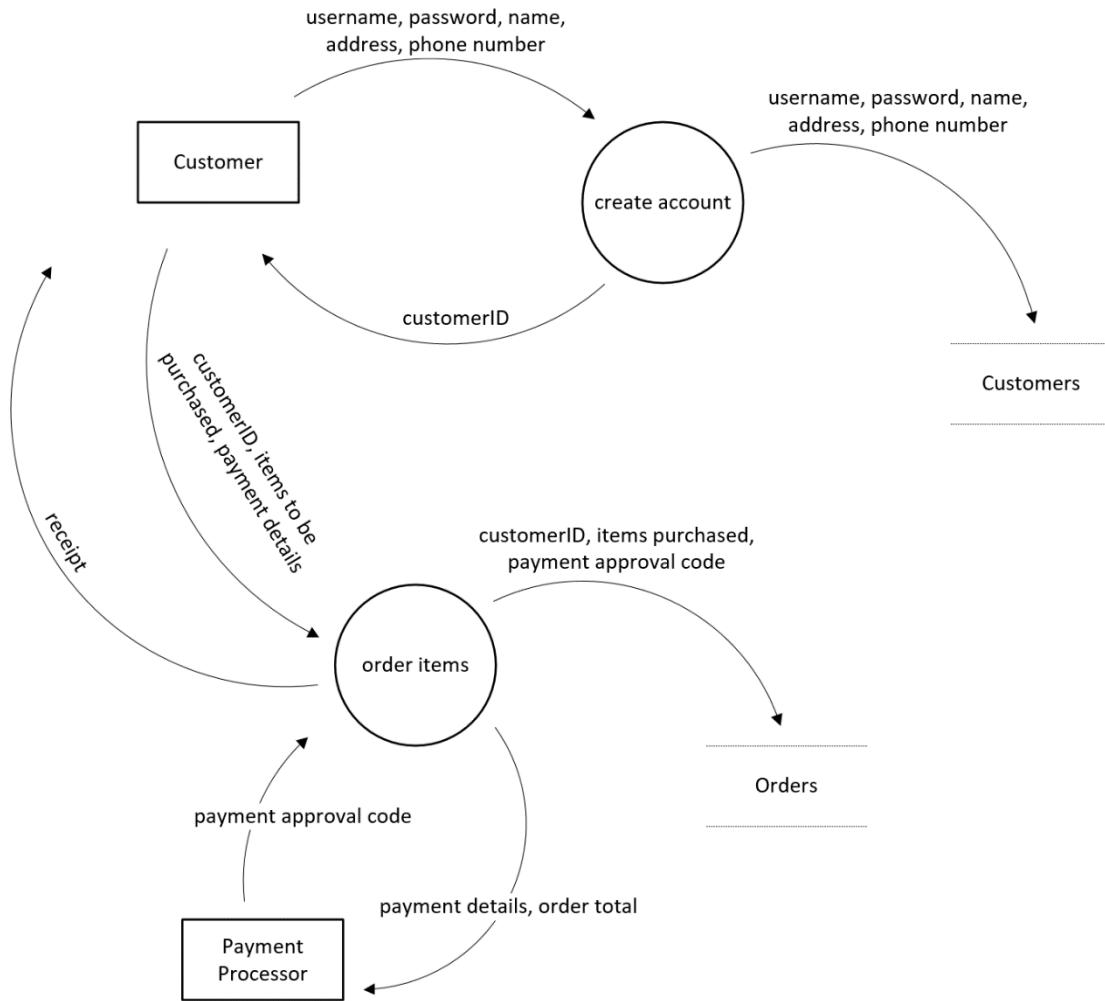 username, password, name,
address, phone number
username, password, name,
address, phone number
Customer
create account
customerID
Customers
customerID, items to be
purchased, payment details
receipt
customerID, items purchased,
payment approval code
order items
Orders
payment approval code
payment details, order total
Payment
Processor